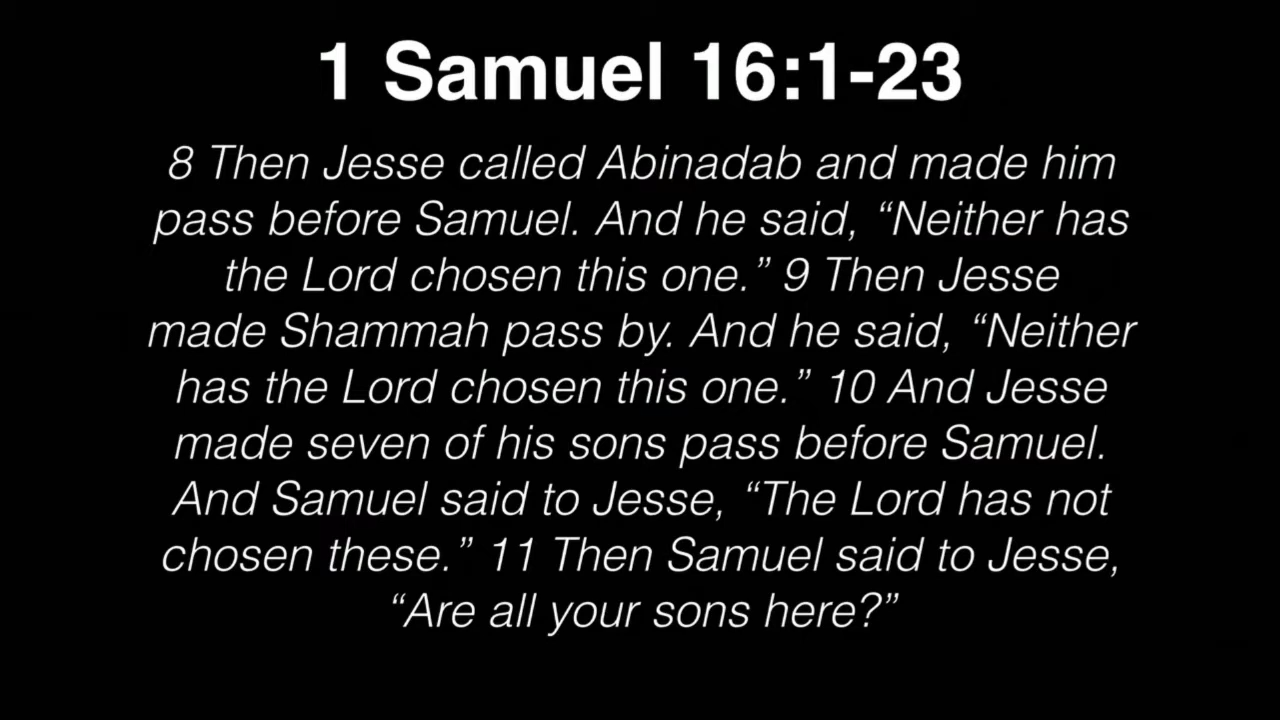 1 Samuel 16:1-23
8 Then Jesse called Abinadab and made him
pass before Samuel. And he said, “Neither has
the Lord chosen this one.” 9 Then Jesse
made Shammah pass by. And he said, “Neither
has the Lord chosen this one.” 10 And Jesse
made seven of his sons pass before Samuel.
And Samuel said to Jesse, “The Lord has not
chosen these.” 11 Then Samuel said to Jesse,
“Are all your sons here?”